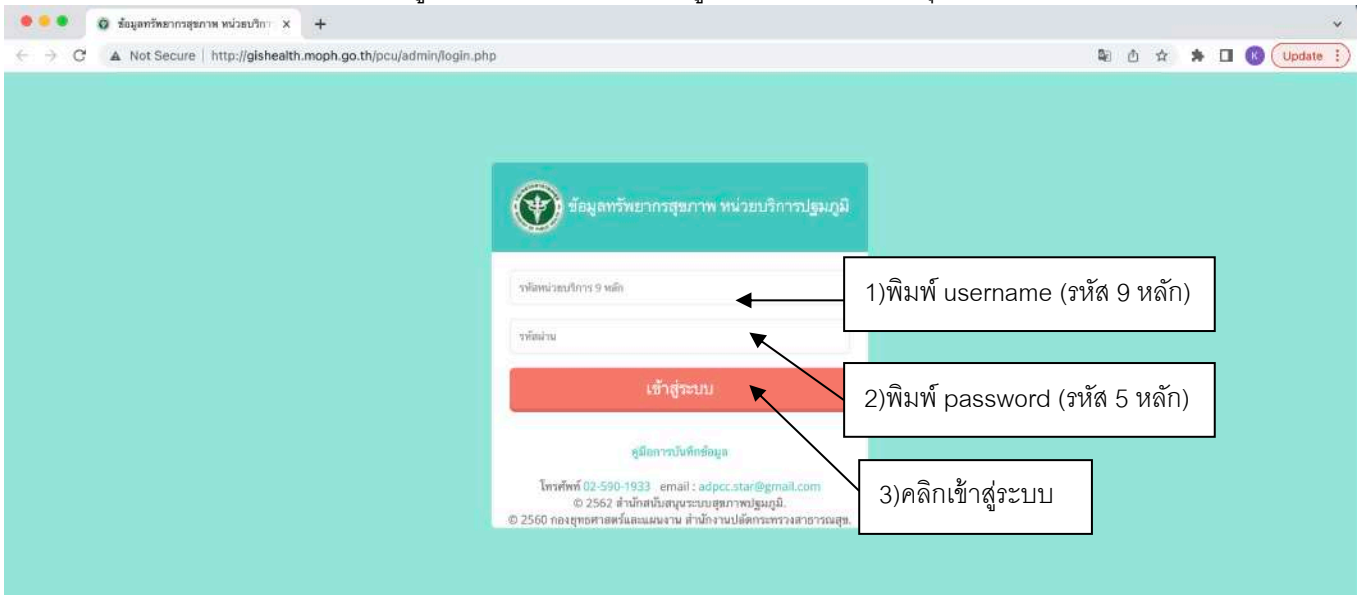 ข้อมูลทรัพยากรสุขภาพ หน่วยบริกา
Not Secure | http://gishealth.moph.go.th/pcu/admin/login.php
K
Update
ข้อมูลทรัพยากรสุขภาพ หน่วยบริการปฐมภูมิ
รหัสหน่วยบริการ 9 หลัก
1)พิมพ์ username (รหัส 9 หลัก)
รหัสผ่าน
เข้าสู่ระบบ
2)พิมพ์ password (รหัส 5 หลัก)
คู่มือการบันทึกข้อมูล
3)คลิกเข้าสู่ระบบ
โทรศัพท์ 02-590-1933 email : adpcc.star@gmail.com
© 2562 สำนักสนับสนุนระบบสุขภาพปฐมภูมิ.
© 2560 กองยุทธศาสตร์และแผนงาน สำนักงานปลัดกระทรวงสาธารณสุข.